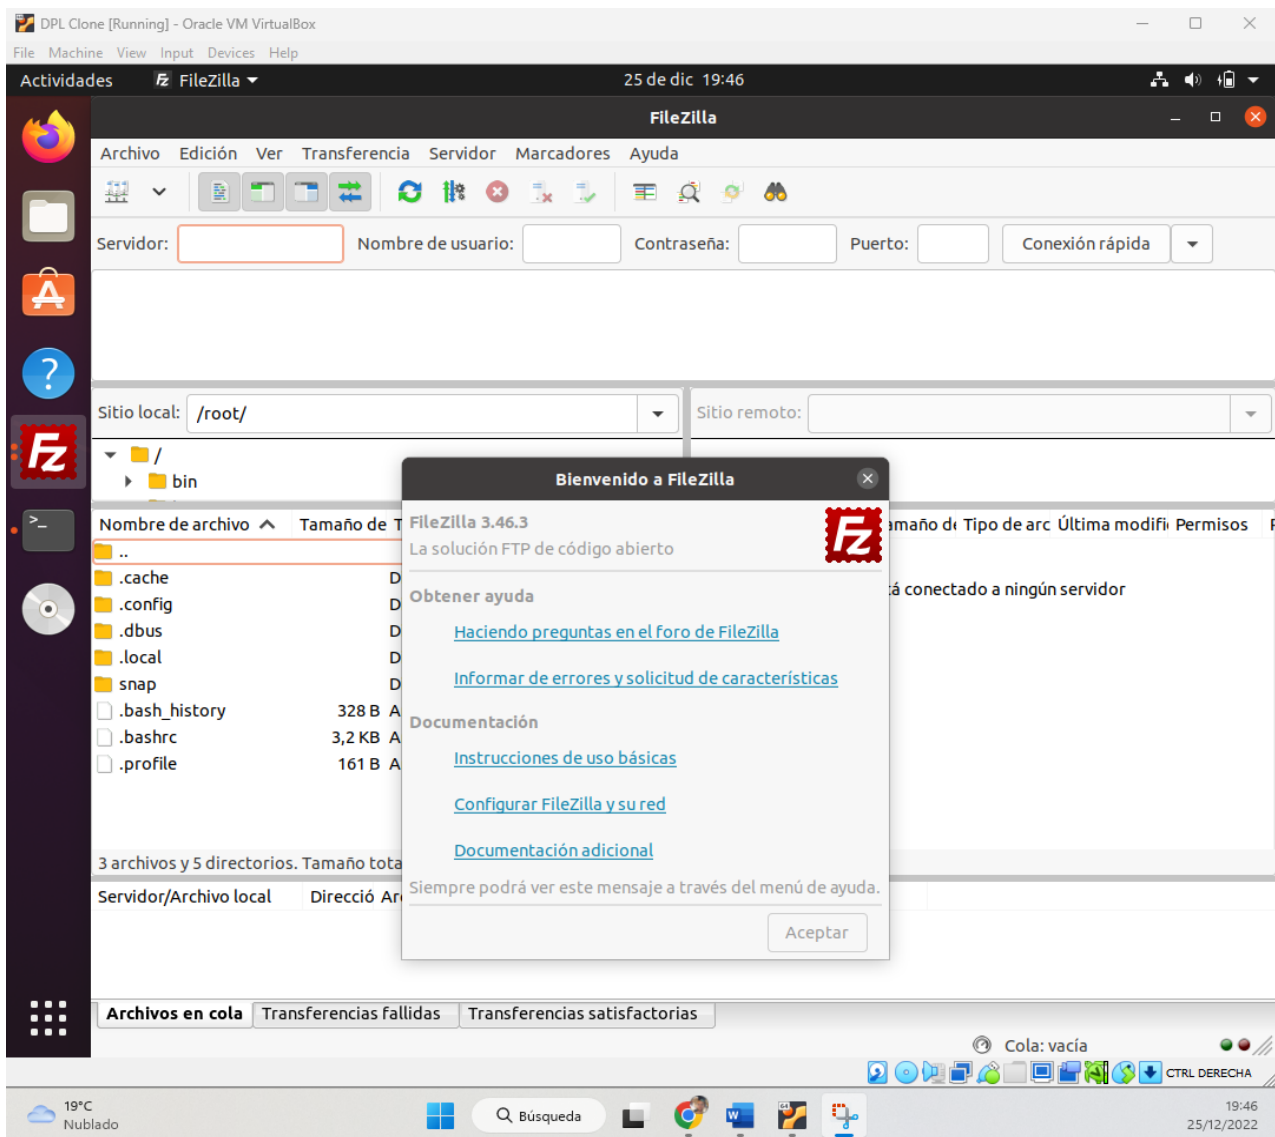 DPL Clone [Running] - Oracle VM VirtualBox
File Machine View Input Devices Help
Actividades FileZilla 25 de dic 19:46
FileZilla
Archivo Edición Ver Transferencia Servidor Marcadores Ayuda
Servidor: Nombre de usuario: Contraseña: Puerto: Conexión rápida
Sitio local: /root/ Sitio remoto:
/
bin
Bienvenido a FileZilla
Nombre de archivo Tamaño de T
amaño de Tipo de arc Última modifi Permisos
FileZilla 3.46.3
La solución FTP de código abierto
Obtener ayuda
Haciendo preguntas en el foro de FileZilla
Informar de errores y solicitud de características
Documentación
Instrucciones de uso básicas
Configurar FileZilla y su red
Documentación adicional
Siempre podrá ver este mensaje a través del menú de ayuda.
Aceptar
..
.cache D
.config D
.dbus D
.local D
snap D
.bash_history 328 B A
.bashrc 3,2 KB A
.profile 161 B A
á conectado a ningún servidor
3 archivos y 5 directorios. Tamaño tota
Servidor/Archivo local Direcció Ar
Archivos en cola Transferencias fallidas Transferencias satisfactorias
Cola: vacía
CTRL DERECHA
19°C
Nublado
Búsqueda
19:46
25/12/2022